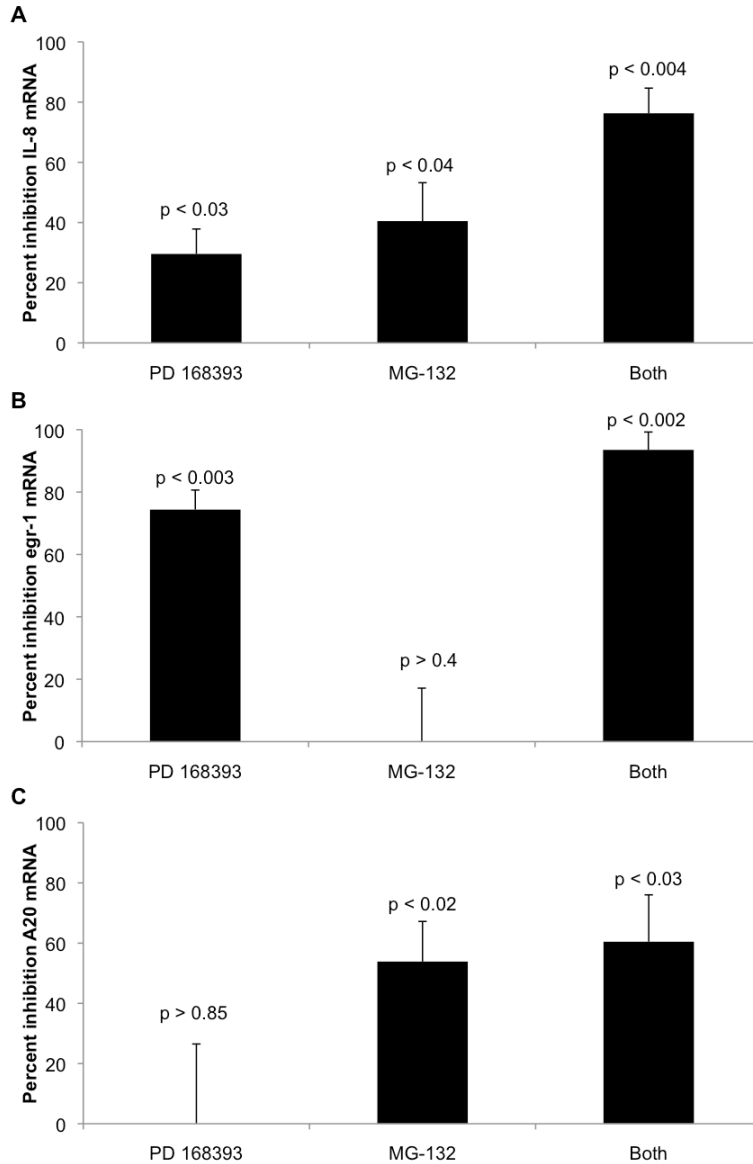 A
Percent inhibition IL-8 mRNA
100
80
60
40
20
0
p < 0.03
p < 0.04
p < 0.004
PD 168393
MG-132
Both
B
Percent inhibition egr-1 mRNA
100
80
60
40
20
0
p < 0.003
p > 0.4
p < 0.002
PD 168393
MG-132
Both
C
Percent inhibition A20 mRNA
100
80
60
40
20
0
p > 0.85
p < 0.02
p < 0.03
PD 168393
MG-132
Both